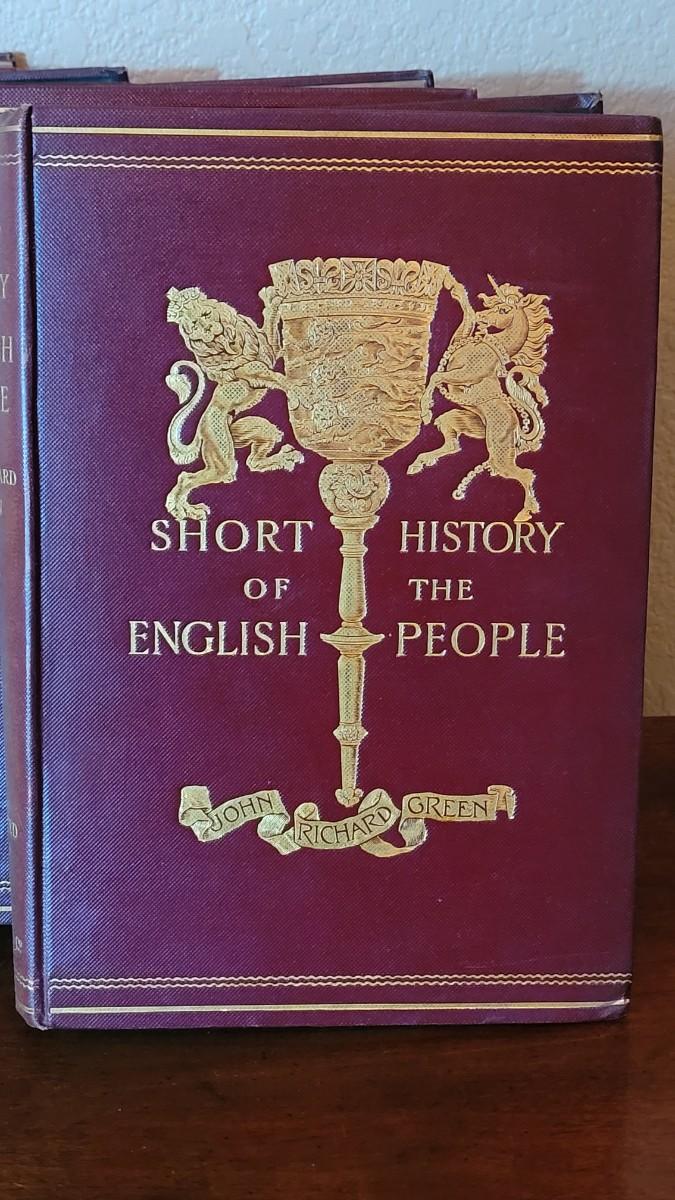 SHORT HISTORY
OF THE
ENGLISH PEOPLE
JOHN RICHARD GREEN